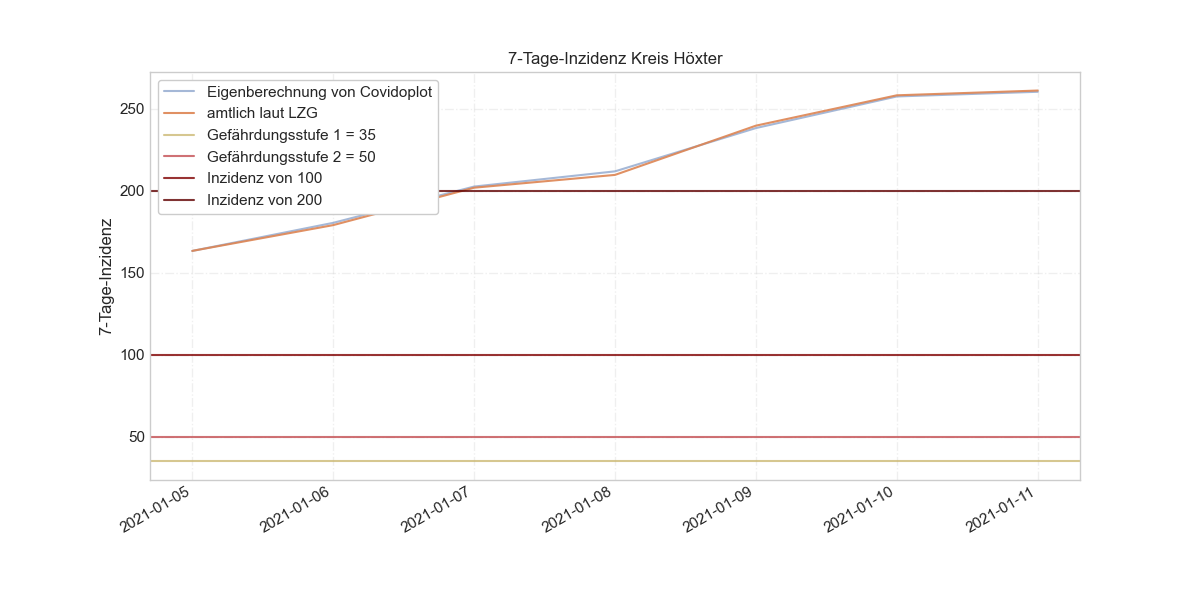 7-Tage-Inzidenz Kreis Höxter
Eigenberechnung von Covidoplot
amtlich laut LZG
Gefährdungsstufe 1 = 35
Gefährdungsstufe 2 = 50
Inzidenz von 100
Inzidenz von 200
7-Tage-Inzidenz
250
200
150
100
50
2021-01-05
2021-01-06
2021-01-07
2021-01-08
2021-01-09
2021-01-10
2021-01-11